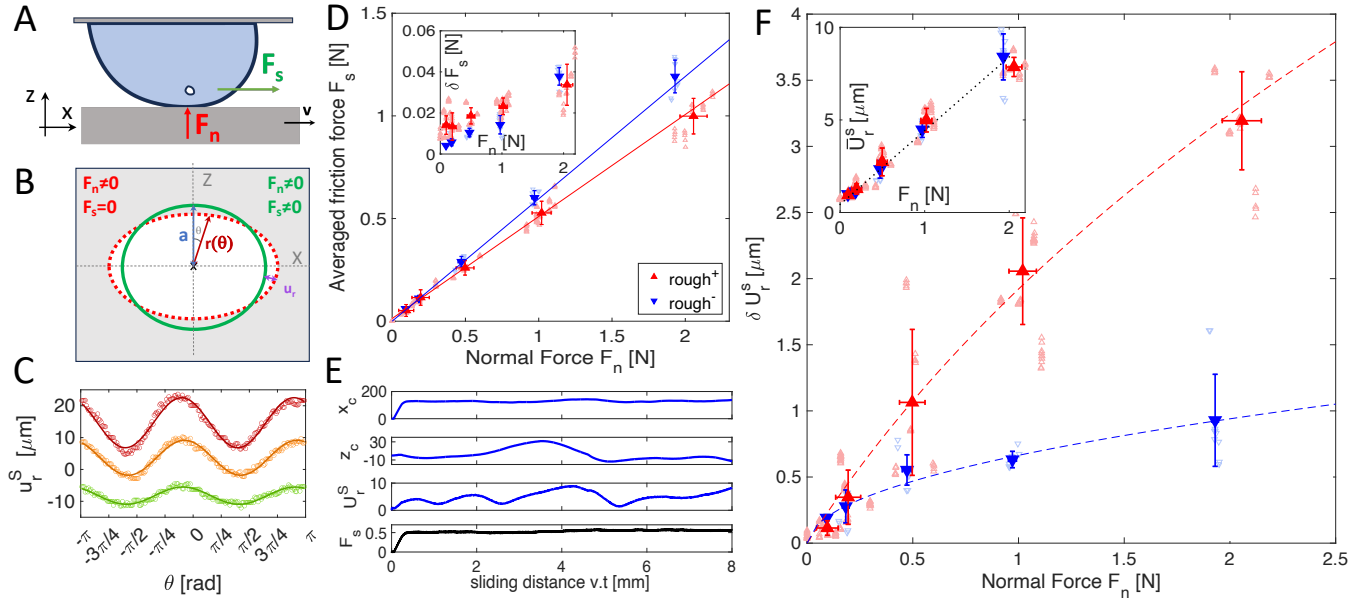 A
F_s
Z
X
F_n
v
B
F_n≠0
F_s=0
Z
F_n≠0
F_s≠0
a
θ
r(θ)
X
u_r
C
u_r^S [μm]
20
10
0
-10
-π
-3π/4
-π/2
-π/4
0
π/4
π/2
3π/4
π
θ [rad]
D
Averaged friction force F_s [N]
1.5
1
0.5
0
0
0.5
1
1.5
2
Normal Force F_n [N]
δ F_s [N]
0.06
0.04
0.02
0
0
1
2
F_n [N]
rough⁺
rough⁻
E
x_c
200
0
z_c
30
-10
U_r^S
10
0
F_s
0.5
0
0
2
4
6
8
sliding distance v.t [mm]
F
δ U_r^s [μm]
4
3.5
3
2.5
2
1.5
1
0.5
0
0
0.5
1
1.5
2
2.5
Normal Force F_n [N]
U̅_r^s [μm]
10
5
0
0
1
2
F_n [N]